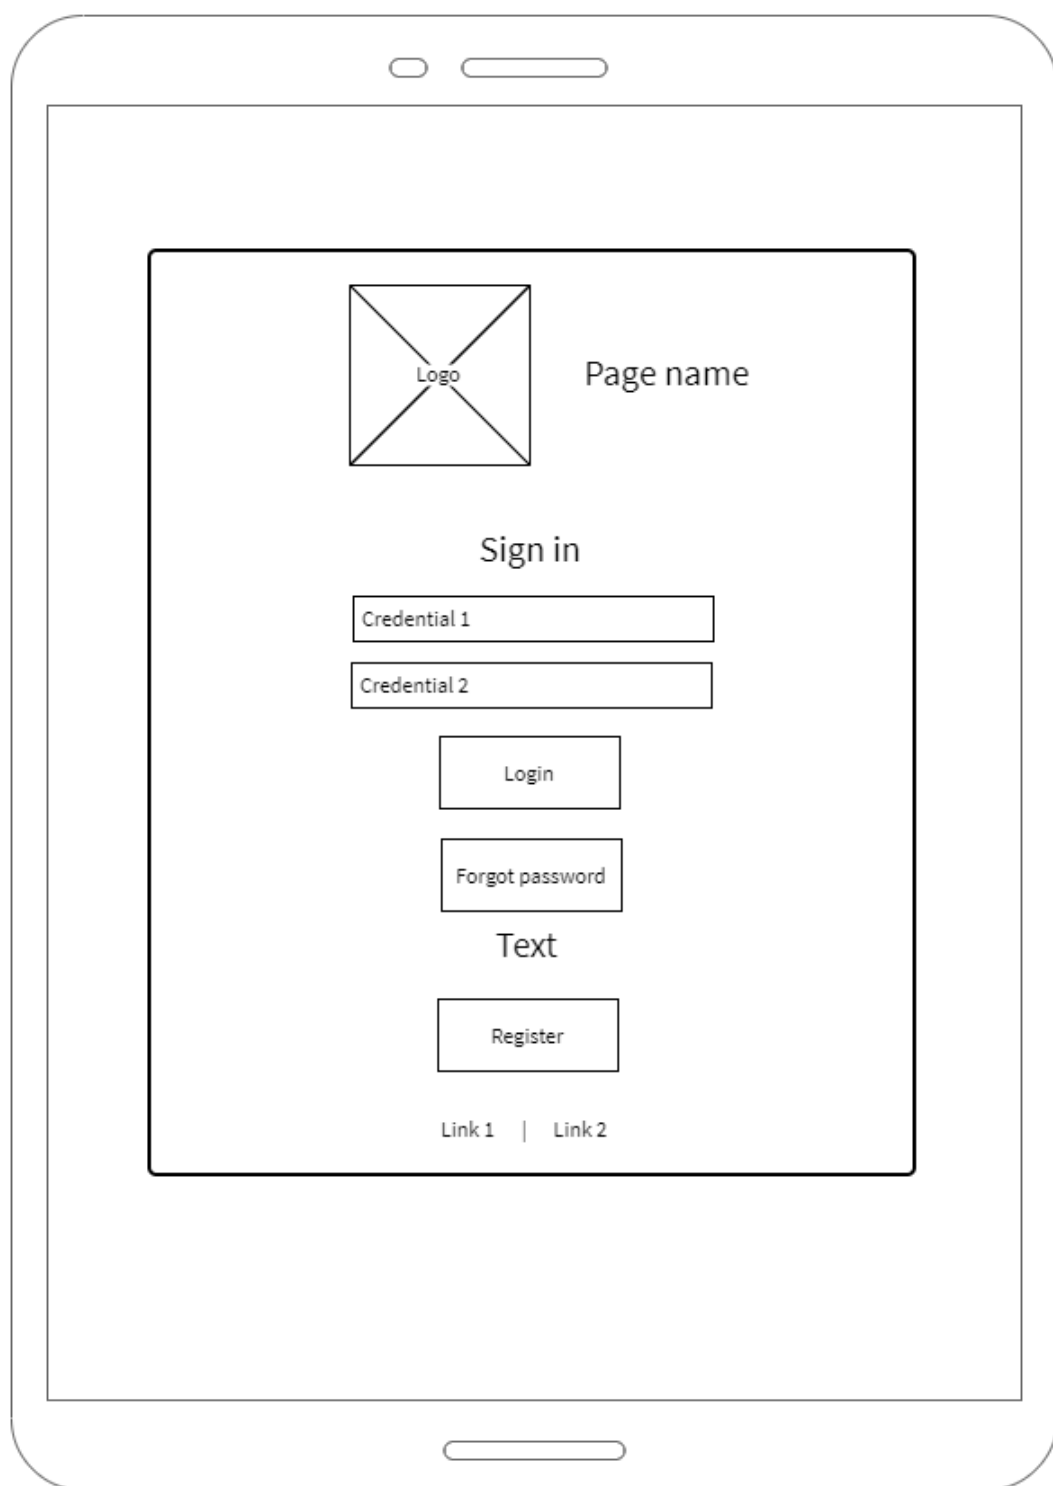 Logo
Page name
Sign in
Credential 1
Credential 2
Login
Forgot password
Text
Register
Link 1 | Link 2